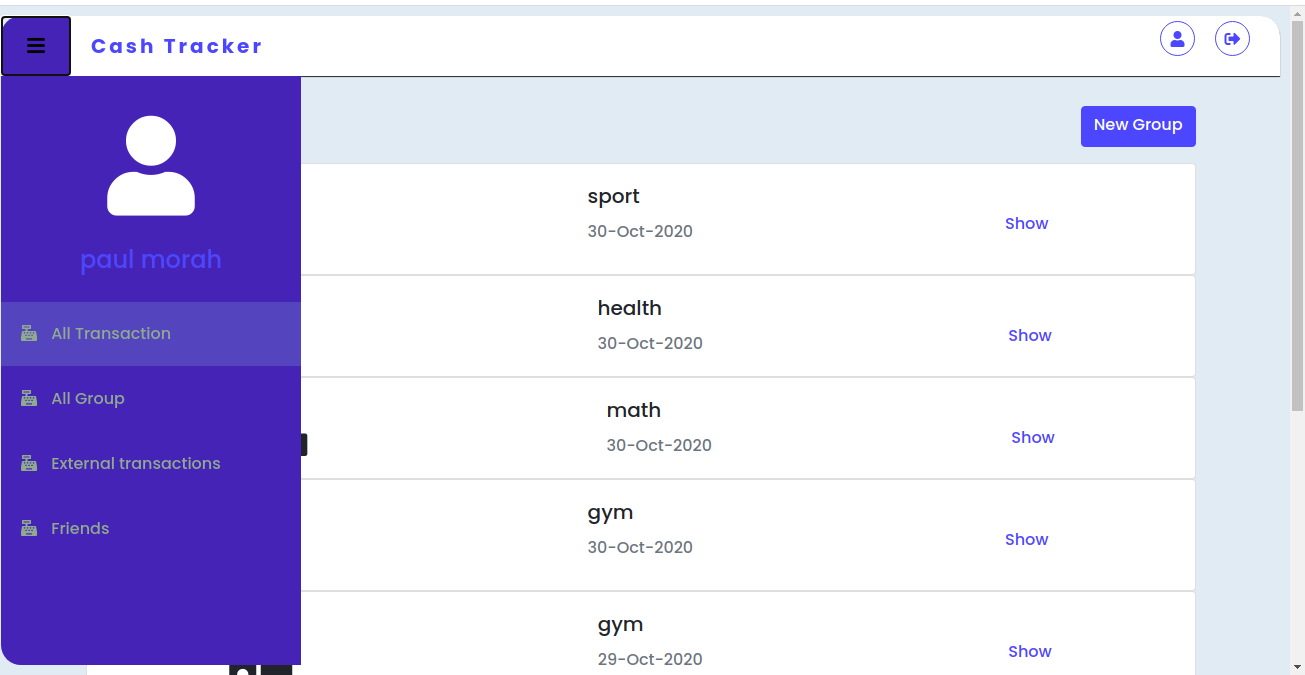 Cash Tracker
paul morah
All Transaction
All Group
External transactions
Friends
New Group
sport
30-Oct-2020
Show
health
30-Oct-2020
Show
math
30-Oct-2020
Show
gym
30-Oct-2020
Show
gym
29-Oct-2020
Show